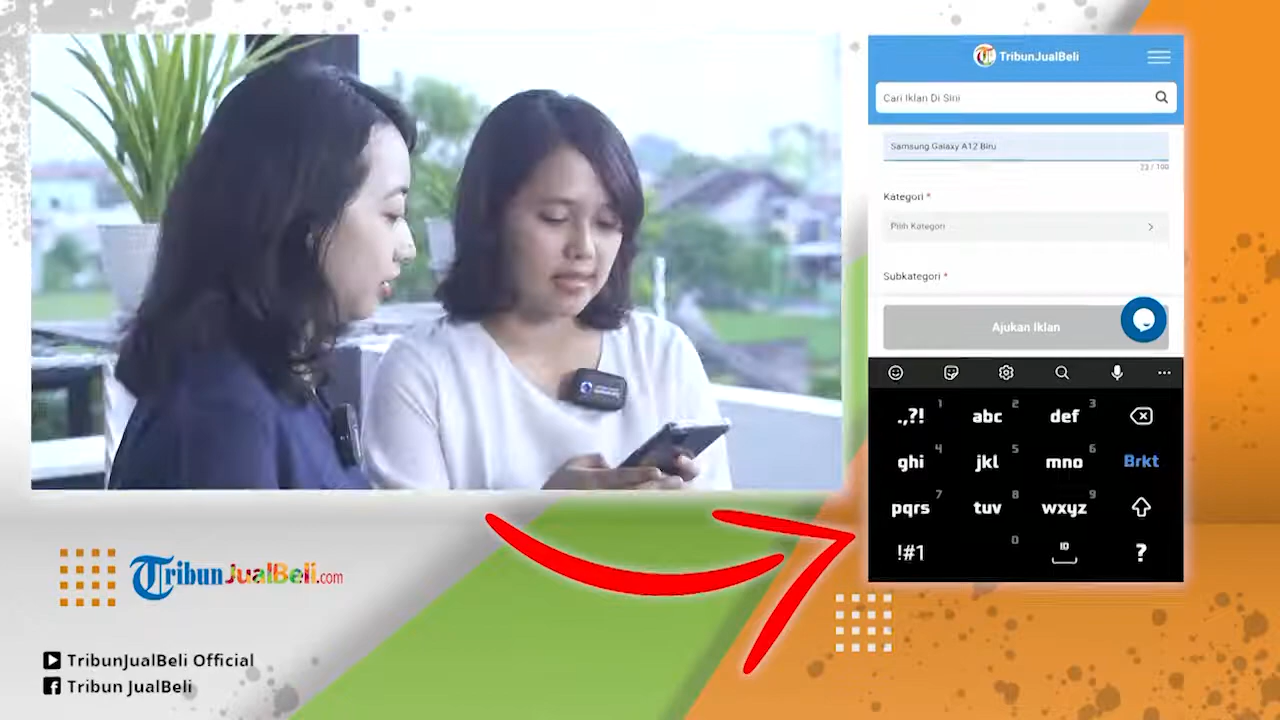 TribunJualBeli
Cari Iklan Di Sini
Samsung Galaxy A12 Biru
23 / 100
Kategori *
Pilih Kategori
Subkategori *
Ajukan Iklan
.,?! 1
abc 2
def 3
ghi 4
jkl 5
mno 6
Brkt
pqrs 7
tuv 8
wxyz 9
!#1
0
ID
?
TribunJualBeli.com
TribunJualBeli Official
Tribun JualBeli